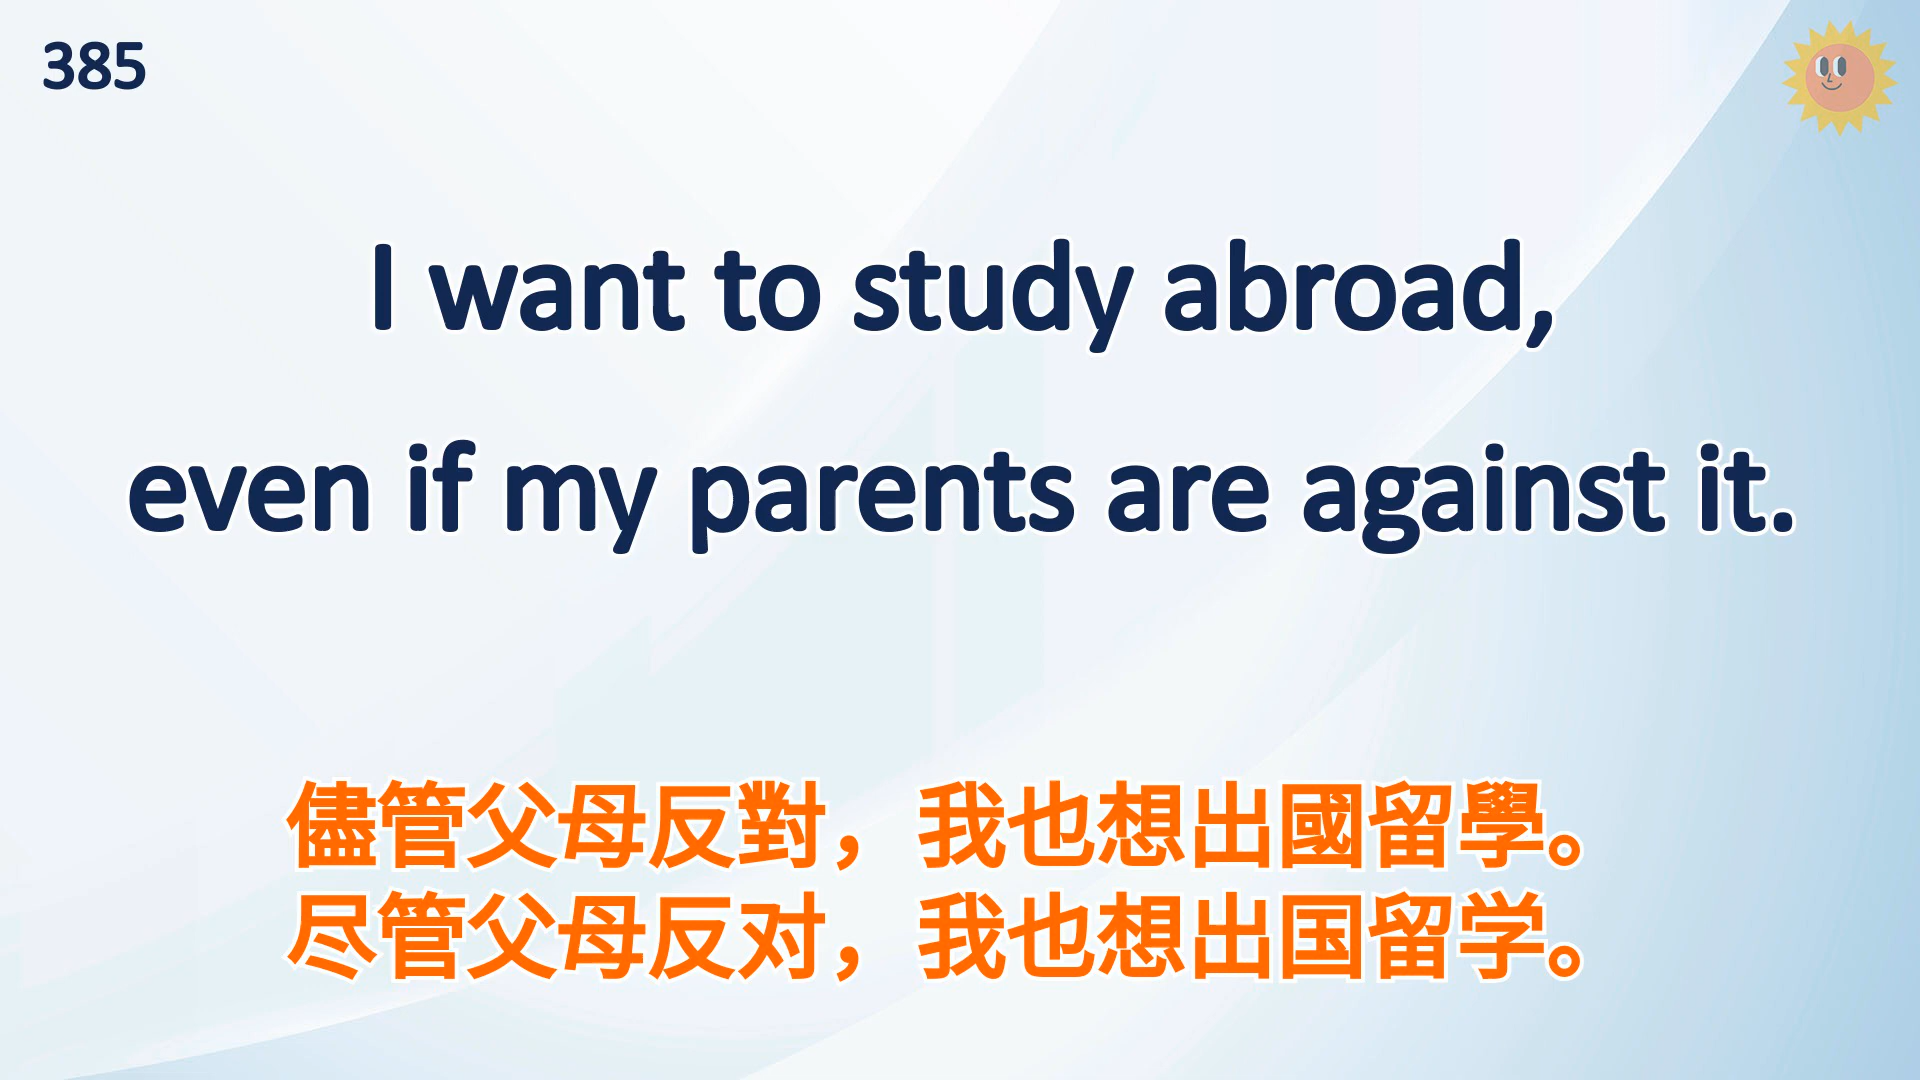 385
I want to study abroad,
even if my parents are against it.
儘管父母反對，我也想出國留學。
尽管父母反对，我也想出国留学。